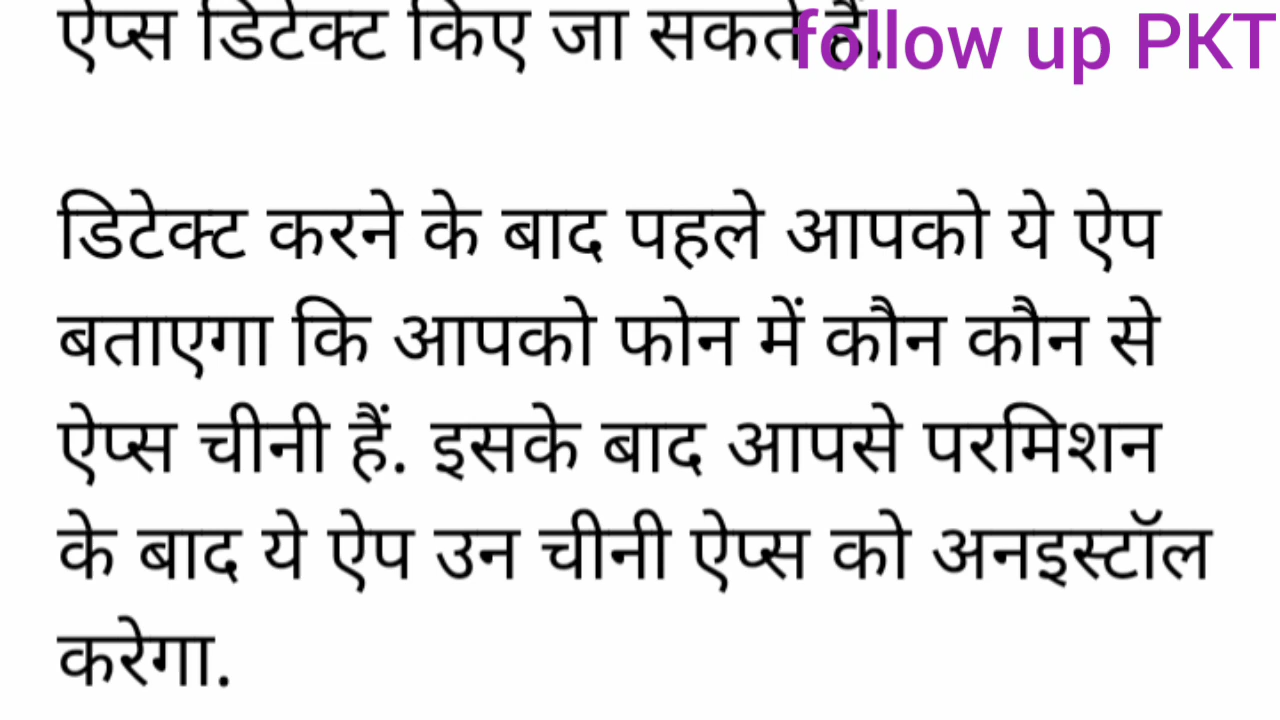 ऐप्स डिटेक्ट किए जा सकते हैं.
follow up PKT
डिटेक्ट करने के बाद पहले आपको ये ऐप
बताएगा कि आपको फोन में कौन कौन से
ऐप्स चीनी हैं. इसके बाद आपसे परमिशन
के बाद ये ऐप उन चीनी ऐप्स को अनइस्टॉल
करेगा.